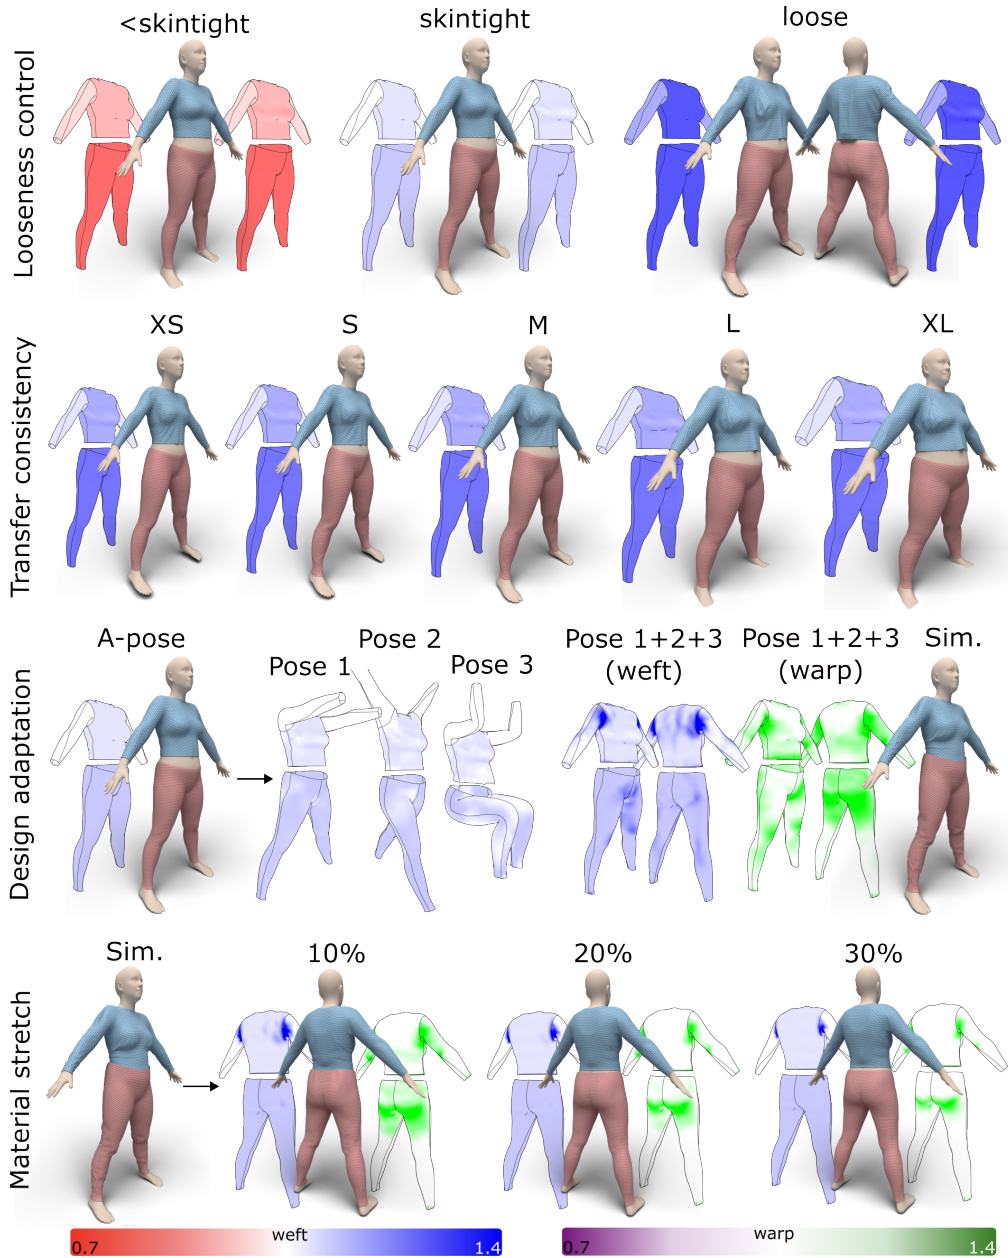 <skintight
skintight
loose
Looseness control
XS
S
M
L
XL
Transfer consistency
A-pose
Pose 1
Pose 2
Pose 3
Pose 1+2+3
(weft)
Pose 1+2+3
(warp)
Sim.
Design adaptation
Sim.
10%
20%
30%
Material stretch
0.7
weft
1.4
0.7
warp
1.4